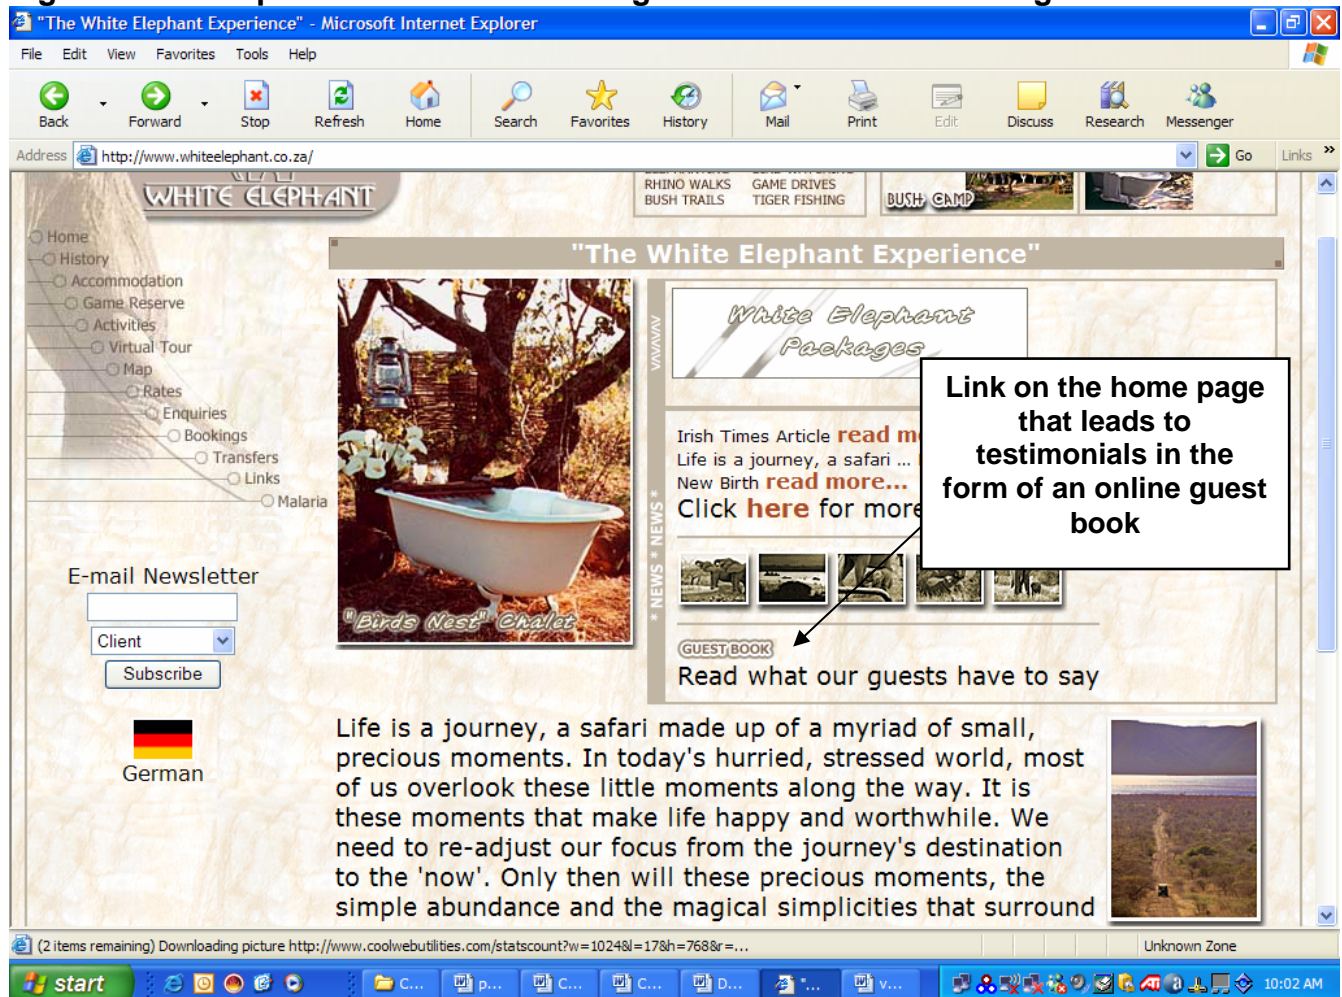 "The White Elephant Experience" - Microsoft Internet Explorer
File Edit View Favorites Tools Help
Back Forward Stop Refresh Home Search Favorites History Mail Print Edit Discuss Research Messenger
Address http://www.whiteelephant.co.za/ Go Links »
WHITE ELEPHANT
RHINO WALKS GAME DRIVES
BUSH TRAILS TIGER FISHING
BUSH CAMP
Home
History
Accommodation
Game Reserve
Activities
Virtual Tour
Map
Rates
Enquiries
Bookings
Transfers
Links
Malaria
E-mail Newsletter
Client
Subscribe
German
"The White Elephant Experience"
"Birds Nest" Chalet
White Elephant
Packages
Irish Times Article read m
Life is a journey, a safari ...
New Birth read more...
Click here for more
* NEWS * NEWS *
GUEST BOOK
Read what our guests have to say
Link on the home page
that leads to
testimonials in the
form of an online guest
book
Life is a journey, a safari made up of a myriad of small,
precious moments. In today's hurried, stressed world, most
of us overlook these little moments along the way. It is
these moments that make life happy and worthwhile. We
need to re-adjust our focus from the journey's destination
to the 'now'. Only then will these precious moments, the
simple abundance and the magical simplicities that surround
(2 items remaining) Downloading picture http://www.coolwebutilities.com/statscount?w=1024&l=17&h=768&r=... Unknown Zone
start C... p... C... C... D... "... v... 10:02 AM